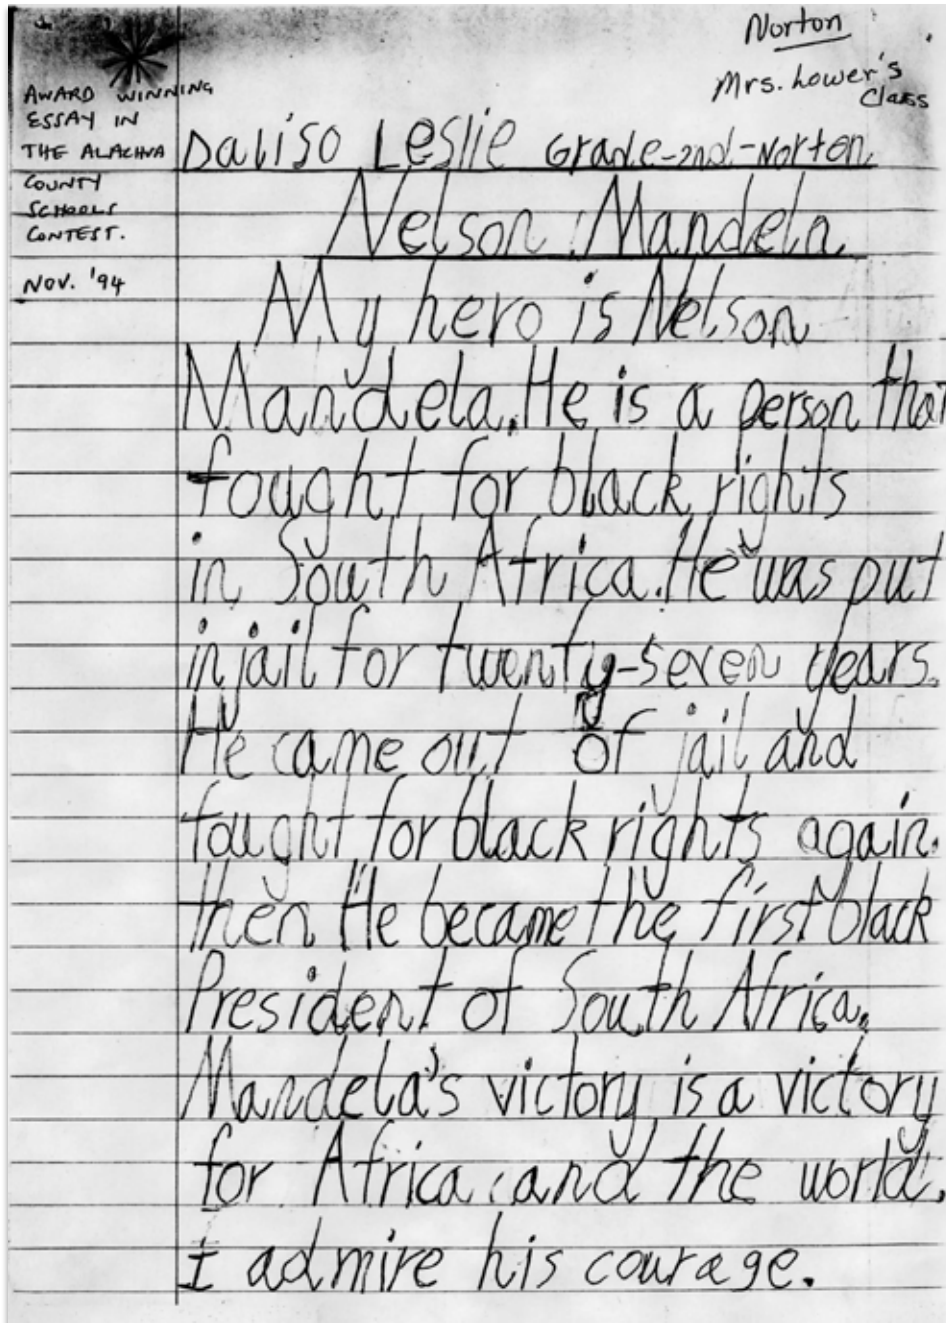 Norton
Mrs. Lower's
Class
AWARD WINNING
ESSAY IN
THE ALACHUA
COUNTY
SCHOOLS
CONTEST.
NOV. '94
Daliso Leslie Grade-2nd-Norton
Nelson Mandela
My hero is Nelson
Mandela. He is a person that
fought for black rights
in South Africa. He was put
in jail for twenty-seven years.
He came out of jail and
fought for black rights again.
then He became the first black
President of South Africa.
Mandela's victory is a victory
for Africa and the world.
I admire his courage.